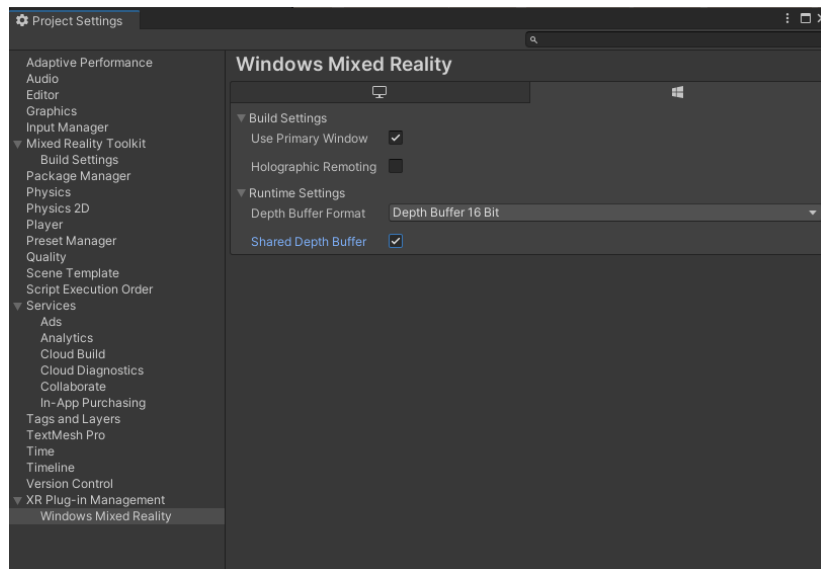 Project Settings
Adaptive Performance
Audio
Editor
Graphics
Input Manager
Mixed Reality Toolkit
Build Settings
Package Manager
Physics
Physics 2D
Player
Preset Manager
Quality
Scene Template
Script Execution Order
Services
Ads
Analytics
Cloud Build
Cloud Diagnostics
Collaborate
In-App Purchasing
Tags and Layers
TextMesh Pro
Time
Timeline
Version Control
XR Plug-in Management
Windows Mixed Reality
Windows Mixed Reality
Build Settings
Use Primary Window
Holographic Remoting
Runtime Settings
Depth Buffer Format Depth Buffer 16 Bit
Shared Depth Buffer